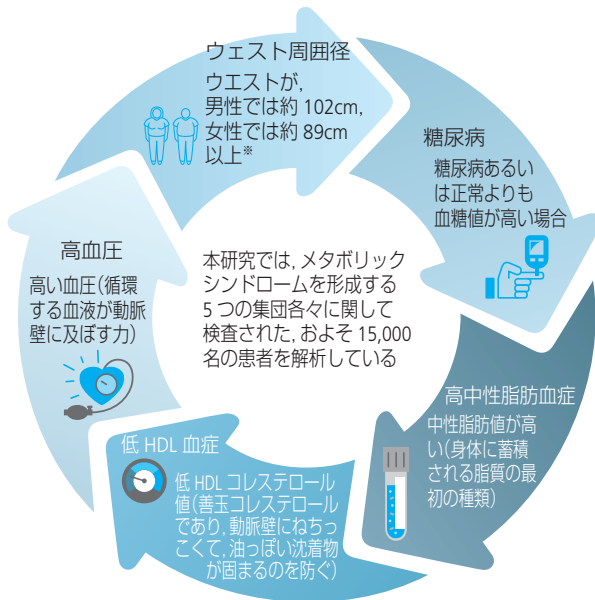 ウェスト周囲径
ウエストが，
男性では約 102cm，
女性では約 89cm
以上※
糖尿病
糖尿病あるい
は正常よりも
血糖値が高い場合
高中性脂肪血症
中性脂肪値が高
い（身体に蓄積
される脂質の最
初の種類）
低 HDL 血症
低 HDL コレステロール
値（善玉コレステロール
であり，動脈壁にねちっ
こくて，油っぽい沈着物
が固まるのを防ぐ）
高血圧
高い血圧（循環
する血液が動脈
壁に及ぼす力）
本研究では，メタボリック
シンドロームを形成する
5 つの集団各々に関して
検査された，およそ 15,000
名の患者を解析している